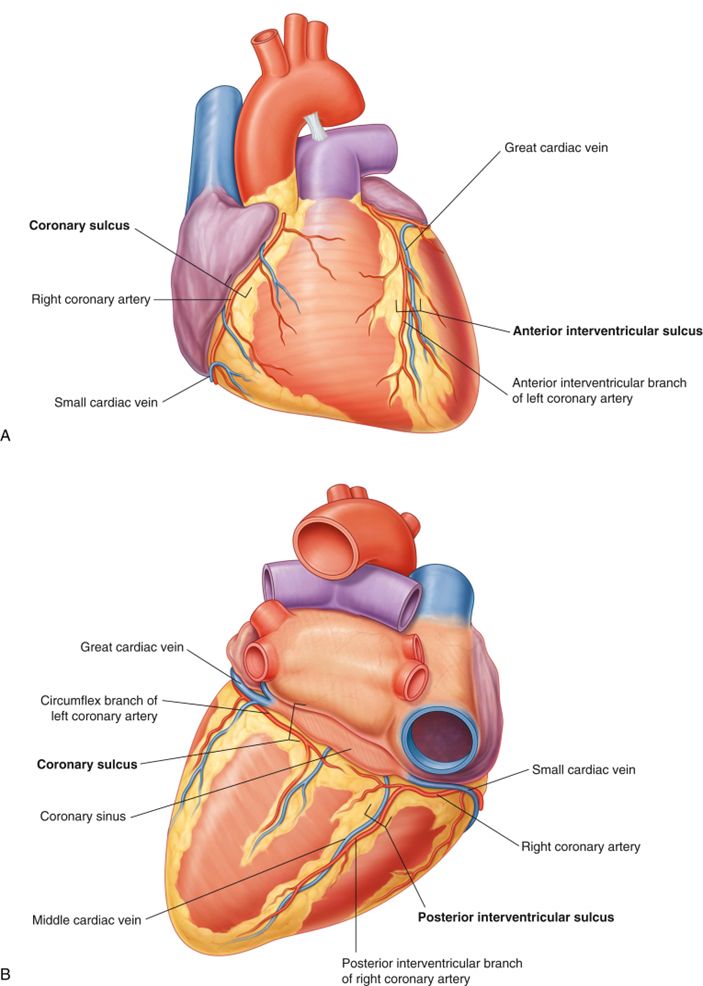 Great cardiac vein
Coronary sulcus
Right coronary artery
Anterior interventricular sulcus
Anterior interventricular branch
of left coronary artery
Small cardiac vein
A
Great cardiac vein
Circumflex branch of
left coronary artery
Coronary sulcus
Small cardiac vein
Coronary sinus
Right coronary artery
Middle cardiac vein
Posterior interventricular sulcus
Posterior interventricular branch
of right coronary artery
B